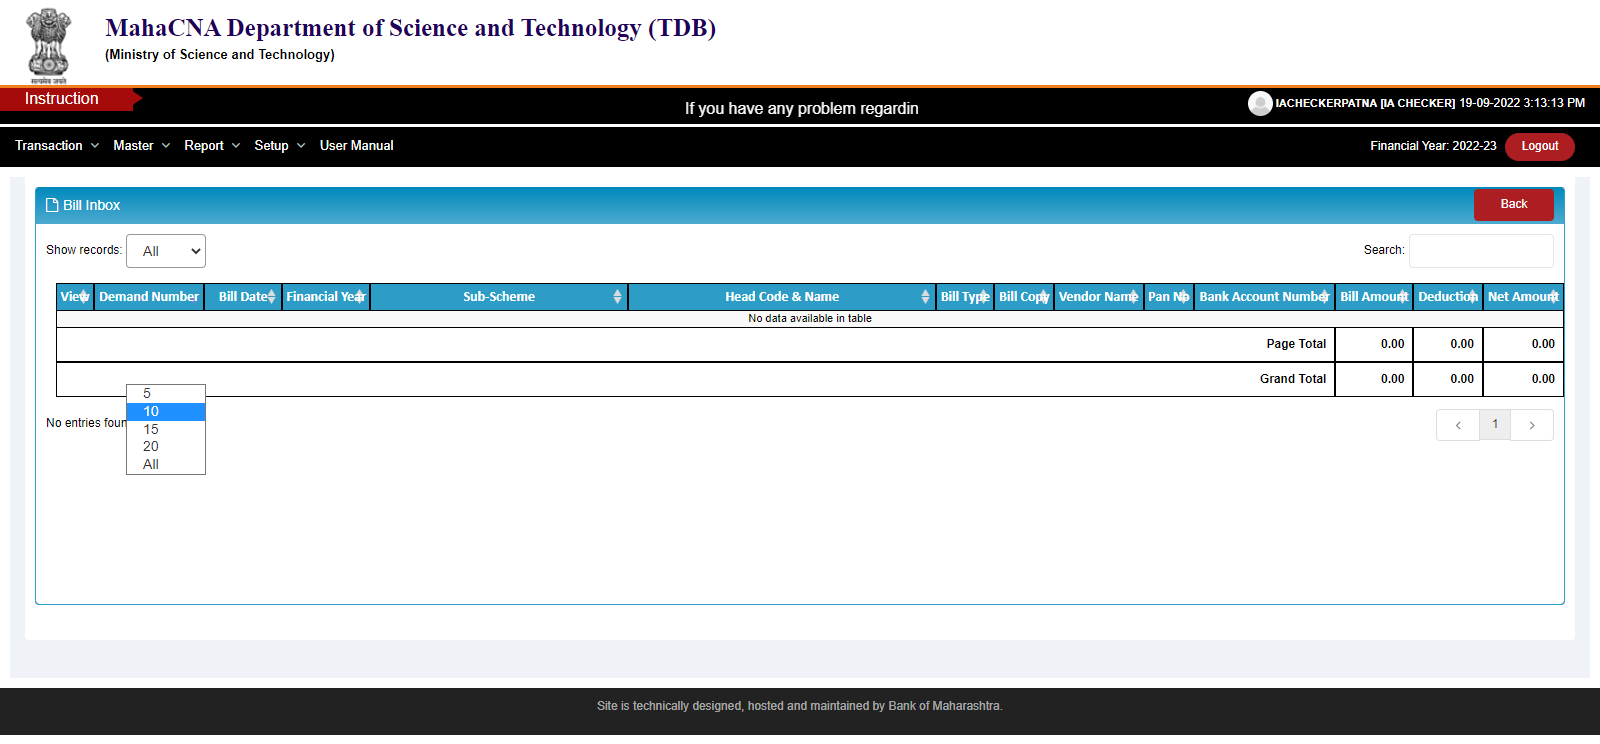 MahaCNA Department of Science and Technology (TDB)
(Ministry of Science and Technology)
सत्यमेव जयते
Instruction
If you have any problem regardin
IACHECKERPATNA [IA CHECKER] 19-09-2022 3:13:13 PM
Transaction Master Report Setup User Manual
Financial Year: 2022-23 Logout
Bill Inbox Back
Show records: All Search:
View Demand Number Bill Date Financial Year Sub-Scheme Head Code & Name Bill Type Bill Copy Vendor Name Pan No Bank Account Number Bill Amount Deduction Net Amount
No data available in table
Page Total 0.00 0.00 0.00
Grand Total 0.00 0.00 0.00
5
10
No entries foun
15
20
All
1
Site is technically designed, hosted and maintained by Bank of Maharashtra.